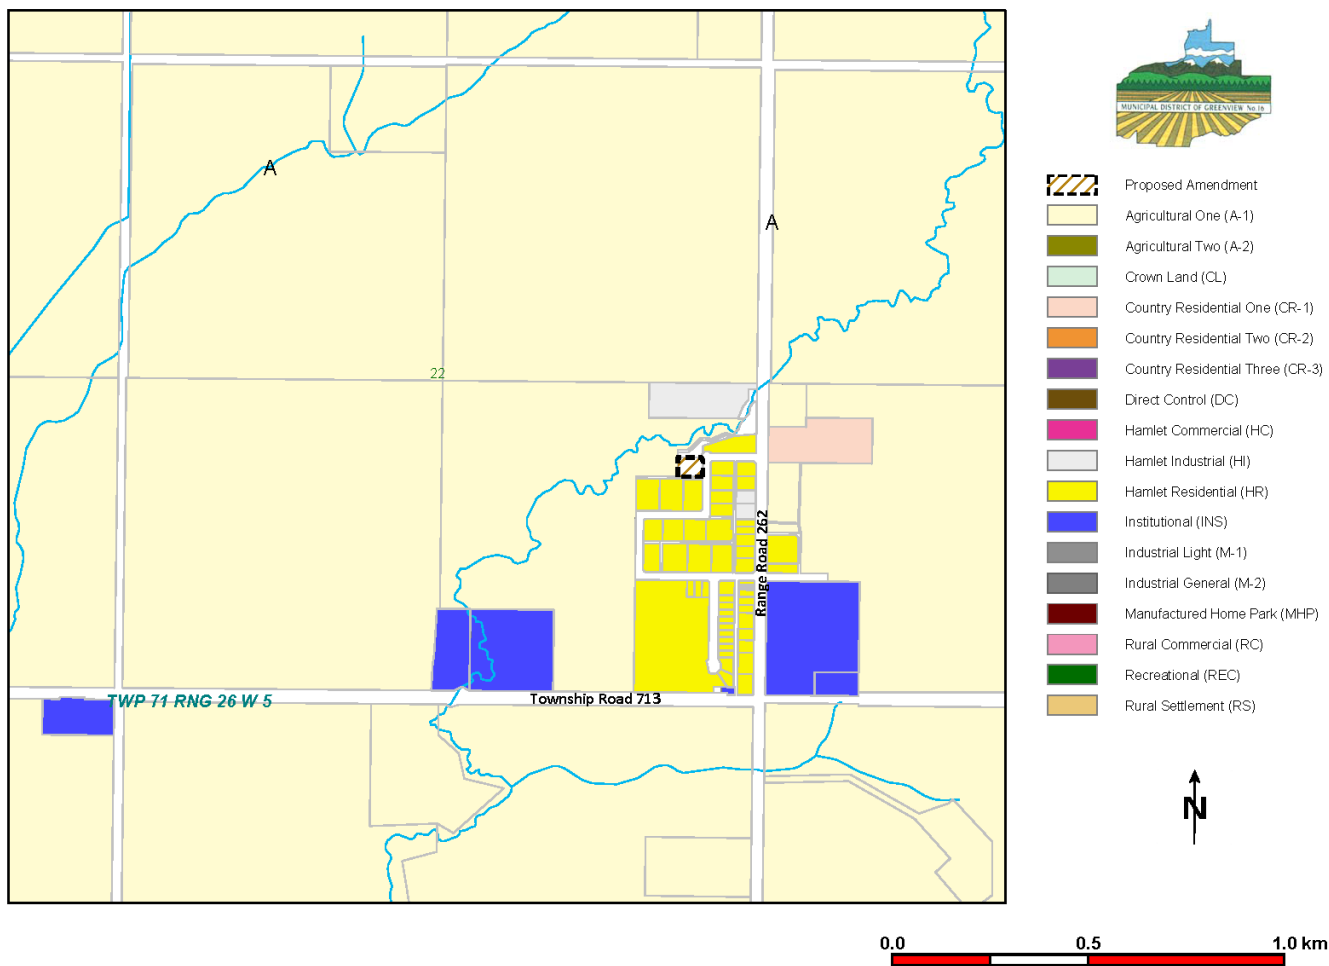 MUNICIPAL DISTRICT OF GREENVIEW No.16
Proposed Amendment
Agricultural One (A-1)
Agricultural Two (A-2)
Crown Land (CL)
Country Residential One (CR-1)
Country Residential Two (CR-2)
Country Residential Three (CR-3)
Direct Control (DC)
Hamlet Commercial (HC)
Hamlet Industrial (HI)
Hamlet Residential (HR)
Institutional (INS)
Industrial Light (M-1)
Industrial General (M-2)
Manufactured Home Park (MHP)
Rural Commercial (RC)
Recreational (REC)
Rural Settlement (RS)
A
A
22
Range Road 262
TWP 71 RNG 26 W 5
Township Road 713
N
0.0 0.5 1.0 km